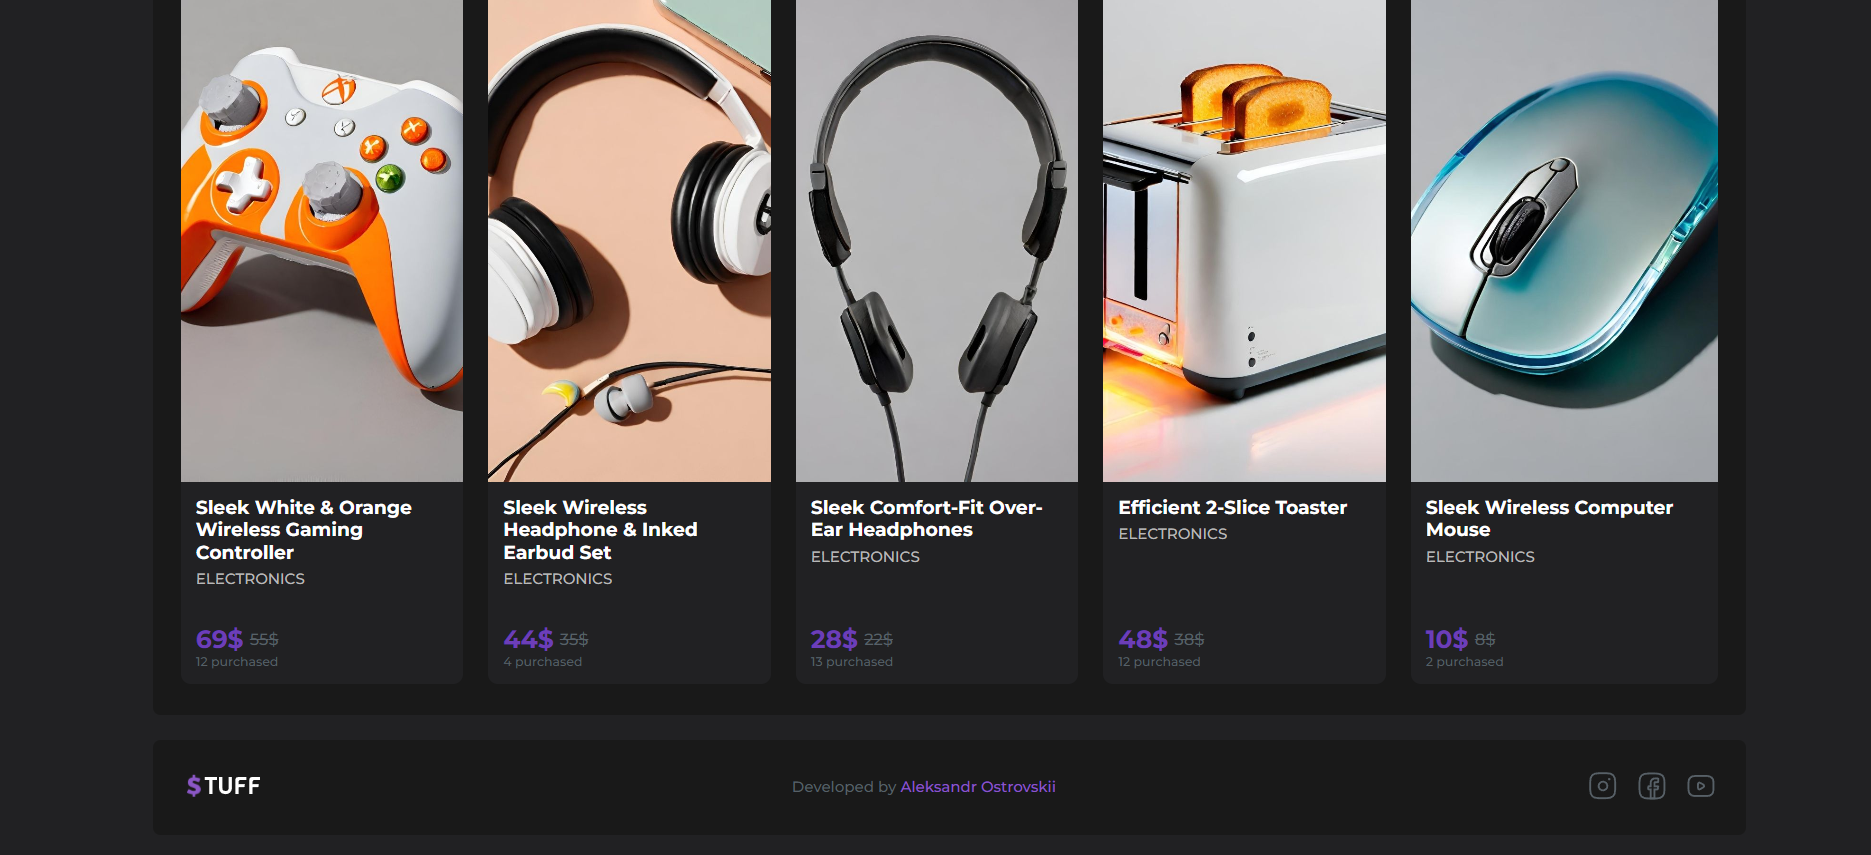 Sleek White & Orange
Wireless Gaming
Controller
ELECTRONICS
69$ 55$
12 purchased
Sleek Wireless
Headphone & Inked
Earbud Set
ELECTRONICS
44$ 35$
4 purchased
Sleek Comfort-Fit Over-
Ear Headphones
ELECTRONICS
28$ 22$
13 purchased
Efficient 2-Slice Toaster
ELECTRONICS
48$ 38$
12 purchased
Sleek Wireless Computer
Mouse
ELECTRONICS
10$ 8$
2 purchased
$TUFF
Developed by Aleksandr Ostrovskii